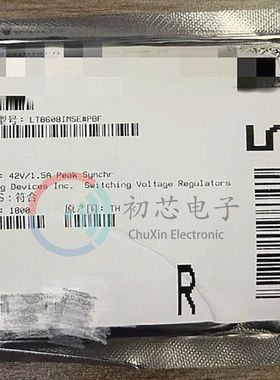 型号: LT8608IMSE#PBF
: 42V/1.5A Peak Synchr
g Devices Inc. Switching Voltage Regulators
S: 符合
: 1800 原产国: TH
初芯电子
ChuXin Electronic
R